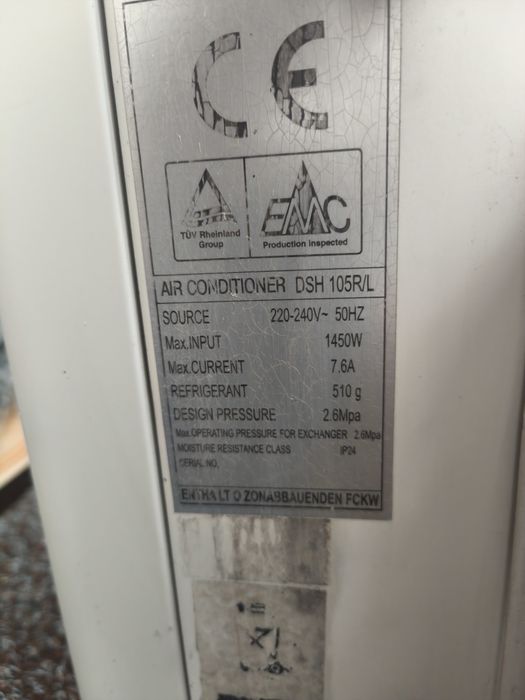 CE
TÜV Rheinland
Group
EMC
Production Inspected
AIR CONDITIONER DSH 105R/L
SOURCE 220-240V~ 50HZ
Max.INPUT 1450W
Max.CURRENT 7.6A
REFRIGERANT 510 g
DESIGN PRESSURE 2.6Mpa
Max.OPERATING PRESSURE FOR EXCHANGER 2.6Mpa
MOISTURE RESISTANCE CLASS IP24
SERIAL NO.
ENTHALT OZONABBAUENDEN FCKW